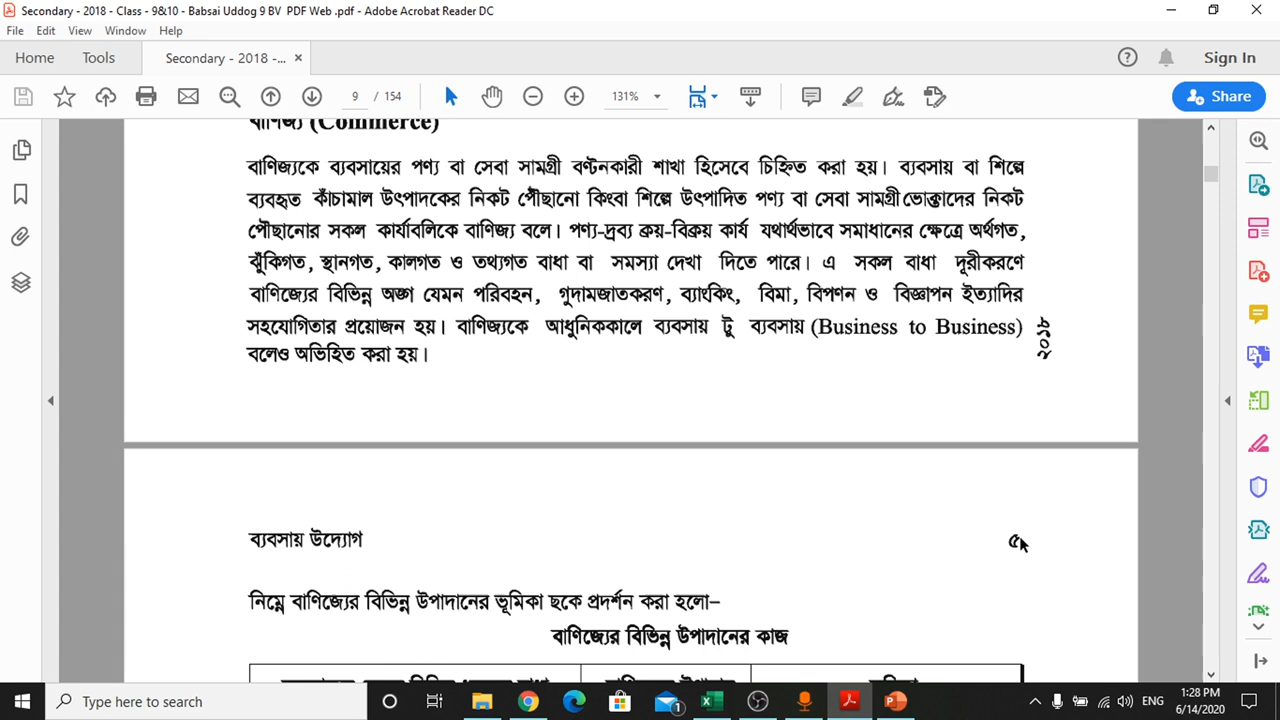 Secondary - 2018 - Class - 9&10 - Babsai Uddog 9 BV PDF Web .pdf - Adobe Acrobat Reader DC
File Edit View Window Help
Home Tools Secondary - 2018 -... ×
9 / 154 131% Share
Sign In
বাণিজ্য (Commerce)
বাণিজ্যকে ব্যবসায়ের পণ্য বা সেবা সামগ্রী বণ্টনকারী শাখা হিসেবে চিহ্নিত করা হয়। ব্যবসায় বা শিল্পে
ব্যবহৃত কাঁচামাল উৎপাদকের নিকট পৌঁছানো কিংবা শিল্পে উৎপাদিত পণ্য বা সেবা সামগ্রী ভোক্তাদের নিকট
পৌঁছানোর সকল কার্যাবলিকে বাণিজ্য বলে। পণ্য-দ্রব্য ক্রয়-বিক্রয় কার্য যথার্থভাবে সমাধানের ক্ষেত্রে অর্থগত,
ঝুঁকিগত, স্থানগত, কালগত ও তথ্যগত বাধা বা সমস্যা দেখা দিতে পারে। এ সকল বাধা দূরীকরণে
বাণিজ্যের বিভিন্ন অঙ্গ যেমন পরিবহন, গুদামজাতকরণ, ব্যাংকিং, বিমা, বিপণন ও বিজ্ঞাপন ইত্যাদির
সহযোগিতার প্রয়োজন হয়। বাণিজ্যকে আধুনিককালে ব্যবসায় টু ব্যবসায় (Business to Business)
বলেও অভিহিত করা হয়।
২০১৮
ব্যবসায় উদ্যোগ ৫
নিম্নে বাণিজ্যের বিভিন্ন উপাদানের ভূমিকা ছকে প্রদর্শন করা হলো–
বাণিজ্যের বিভিন্ন উপাদানের কাজ
Type here to search
ENG 1:28 PM
6/14/2020